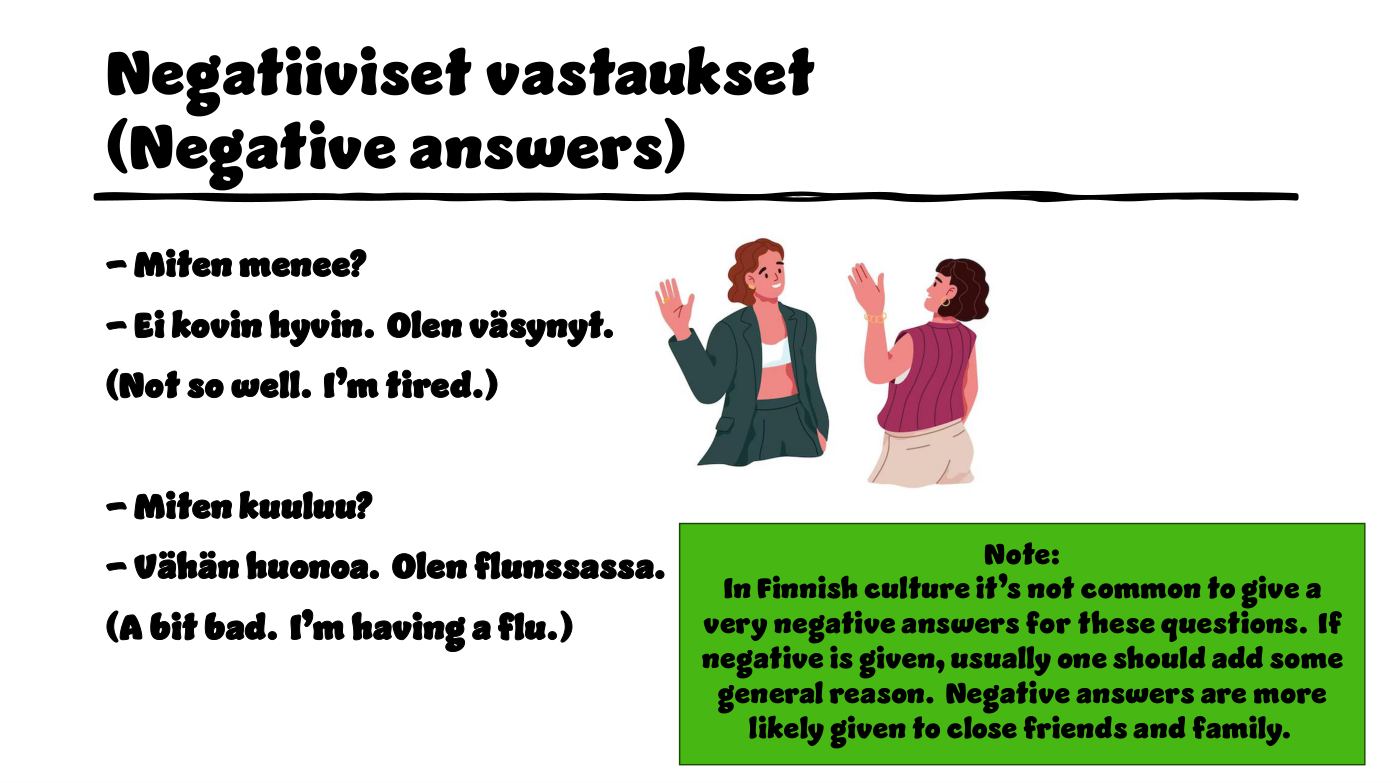 Negatiiviset vastaukset
(Negative answers)
– Miten menee?
– Ei kovin hyvin. Olen väsynyt.
(Not so well. I’m tired.)
– Miten kuuluu?
– Vähän huonoa. Olen flunssassa.
(A bit bad. I’m having a flu.)
Note:
In Finnish culture it’s not common to give a
very negative answers for these questions. If
negative is given, usually one should add some
general reason. Negative answers are more
likely given to close friends and family.